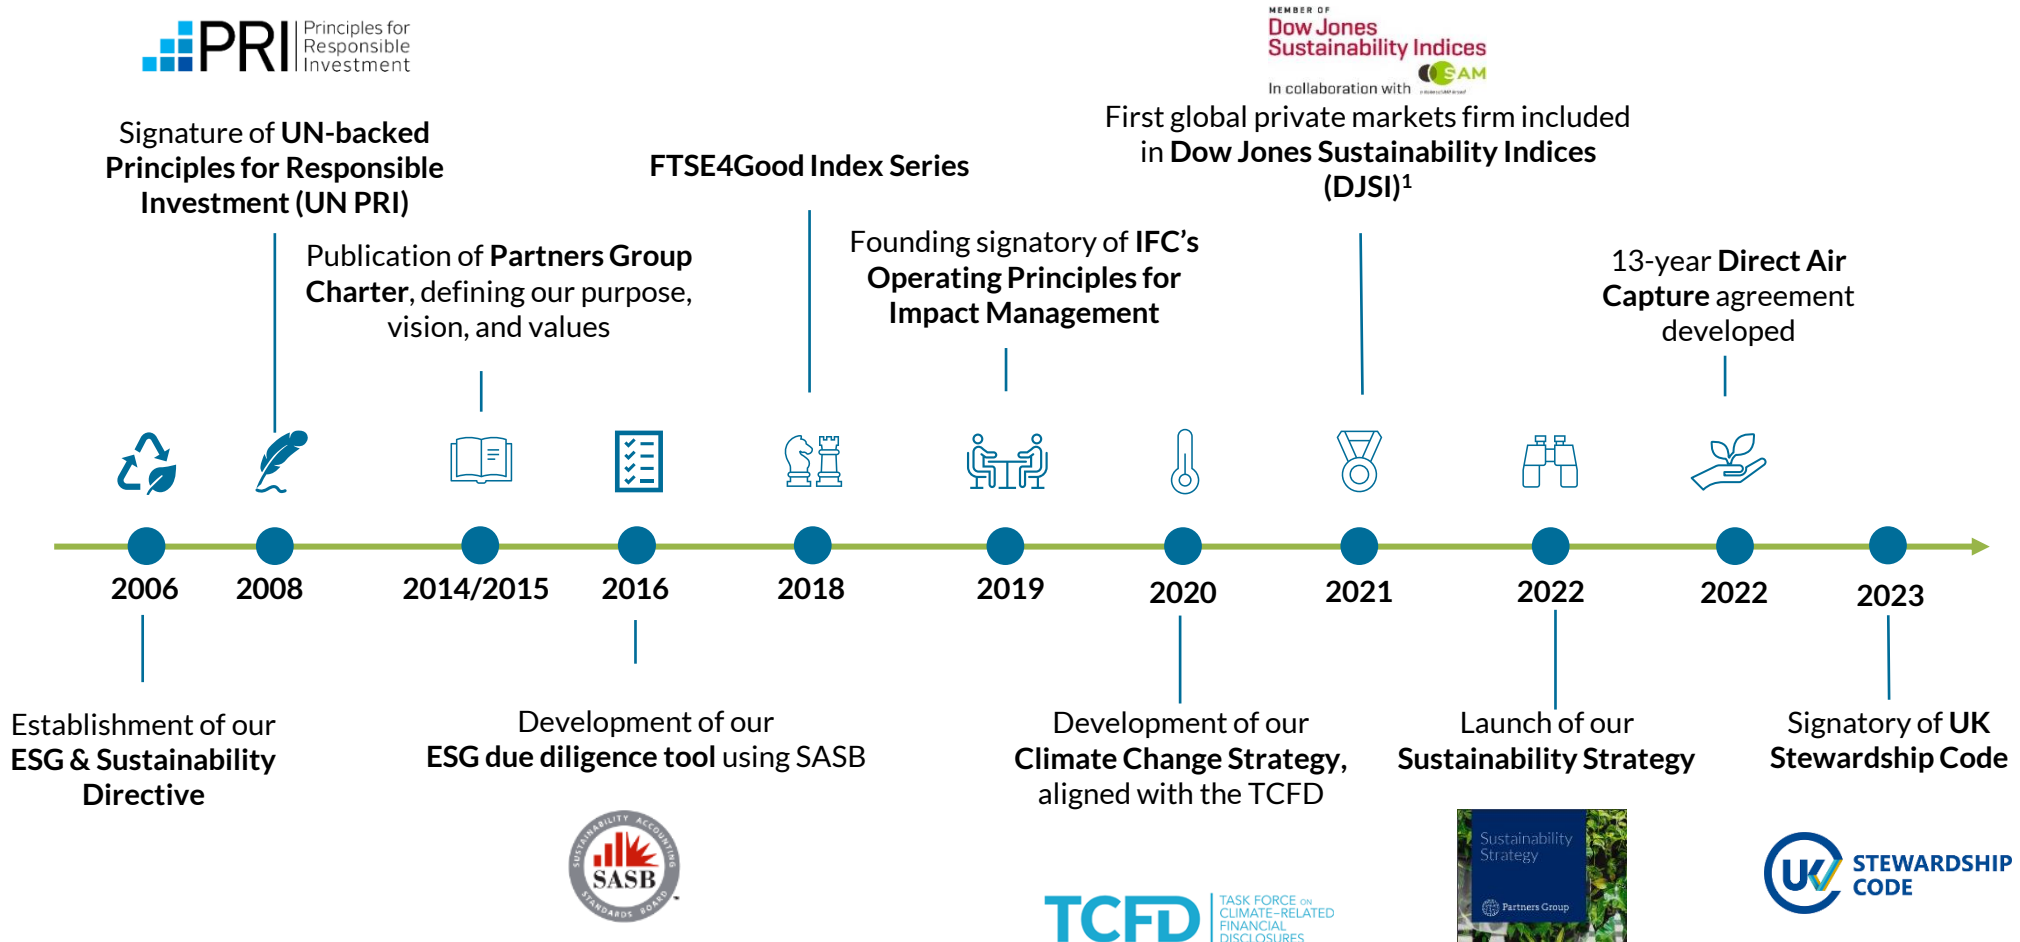 PRI
Principles for
Responsible
Investment
Signature of UN-backed
Principles for Responsible
Investment (UN PRI)
Publication of Partners Group
Charter, defining our purpose,
vision, and values
FTSE4Good Index Series
Founding signatory of IFC's
Operating Principles for
Impact Management
MEMBER OF
Dow Jones
Sustainability Indices
In collaboration with
SAM
First global private markets firm included
in Dow Jones Sustainability Indices
(DJSI)¹
13-year Direct Air
Capture agreement
developed
2006
2008
2014/2015
2016
2018
2019
2020
2021
2022
2022
2023
Establishment of our
ESG & Sustainability
Directive
Development of our
ESG due diligence tool using SASB
SUSTAINABILITY ACCOUNTING
SASB
STANDARDS BOARD
Development of our
Climate Change Strategy,
aligned with the TCFD
TCFD
TASK FORCE ON
CLIMATE-RELATED
FINANCIAL
DISCLOSURES
Launch of our
Sustainability Strategy
Sustainability
Strategy
Partners Group
Signatory of UK
Stewardship Code
UK
STEWARDSHIP
CODE